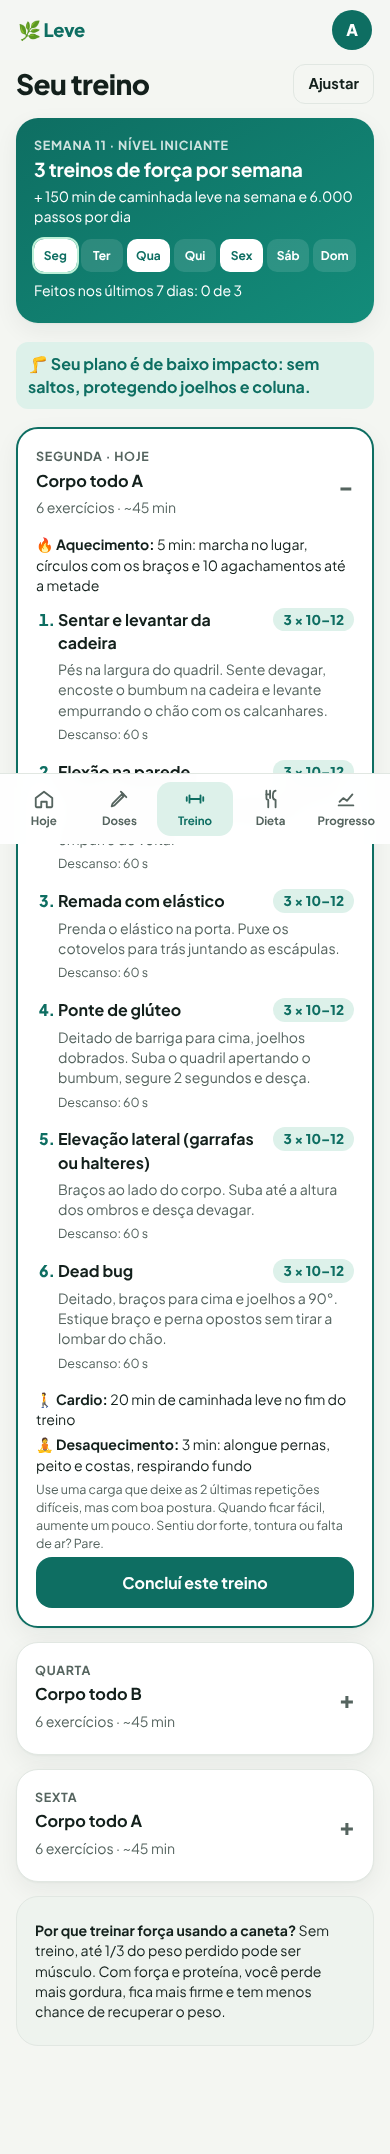 Leve
A
Seu treino
Ajustar
SEMANA 11 · NÍVEL INICIANTE
3 treinos de força por semana
+ 150 min de caminhada leve na semana e 6.000
passos por dia
Seg Ter Qua Qui Sex Sáb Dom
Feitos nos últimos 7 dias: 0 de 3
Seu plano é de baixo impacto: sem
saltos, protegendo joelhos e coluna.
SEGUNDA · HOJE
Corpo todo A
–
6 exercícios · ~45 min
Aquecimento: 5 min: marcha no lugar,
círculos com os braços e 10 agachamentos até
a metade
1. Sentar e levantar da 3 × 10–12
cadeira
Pés na largura do quadril. Sente devagar,
encoste o bumbum na cadeira e levante
empurrando o chão com os calcanhares.
Descanso: 60 s
2. Flexão na parede 3 × 10–12
Hoje Doses Treino Dieta Progresso
Descanso: 60 s
3. Remada com elástico 3 × 10–12
Prenda o elástico na porta. Puxe os
cotovelos para trás juntando as escápulas.
Descanso: 60 s
4. Ponte de glúteo 3 × 10–12
Deitado de barriga para cima, joelhos
dobrados. Suba o quadril apertando o
bumbum, segure 2 segundos e desça.
Descanso: 60 s
5. Elevação lateral (garrafas 3 × 10–12
ou halteres)
Braços ao lado do corpo. Suba até a altura
dos ombros e desça devagar.
Descanso: 60 s
6. Dead bug 3 × 10–12
Deitado, braços para cima e joelhos a 90°.
Estique braço e perna opostos sem tirar a
lombar do chão.
Descanso: 60 s
Cardio: 20 min de caminhada leve no fim do
treino
Desaquecimento: 3 min: alongue pernas,
peito e costas, respirando fundo
Use uma carga que deixe as 2 últimas repetições
difíceis, mas com boa postura. Quando ficar fácil,
aumente um pouco. Sentiu dor forte, tontura ou falta
de ar? Pare.
Concluí este treino
QUARTA
Corpo todo B
+
6 exercícios · ~45 min
SEXTA
Corpo todo A
+
6 exercícios · ~45 min
Por que treinar força usando a caneta? Sem
treino, até 1/3 do peso perdido pode ser
músculo. Com força e proteína, você perde
mais gordura, fica mais firme e tem menos
chance de recuperar o peso.